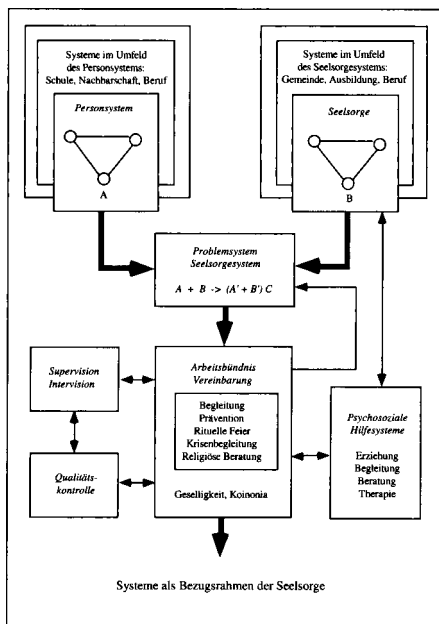 Systeme im Umfeld
des Personsystems:
Schule, Nachbarschaft, Beruf
Personsystem
A
Systeme im Umfeld
des Seelsorgesystems:
Gemeinde, Ausbildung, Beruf
Seelsorge
B
Problemsystem
Seelsorgesystem
A + B -> (A' + B') C
Supervision
Intervision
Qualitäts-
kontrolle
Arbeitsbündnis
Vereinbarung
Begleitung
Prävention
Rituelle Feier
Krisenbegleitung
Religiöse Beratung
Geselligkeit, Koinonia
Psychosoziale
Hilfesysteme
Erziehung
Begleitung
Beratung
Therapie
Systeme als Bezugsrahmen der Seelsorge